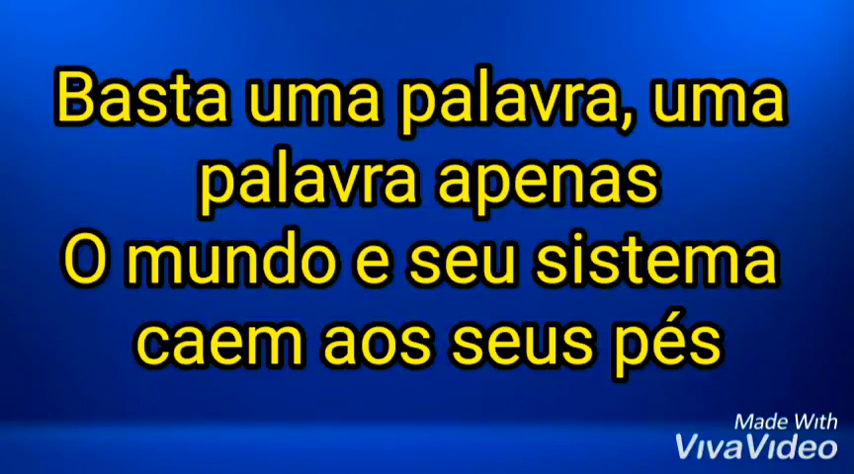 Basta uma palavra, uma
palavra apenas
O mundo e seu sistema
caem aos seus pés
Made With
VivaVideo